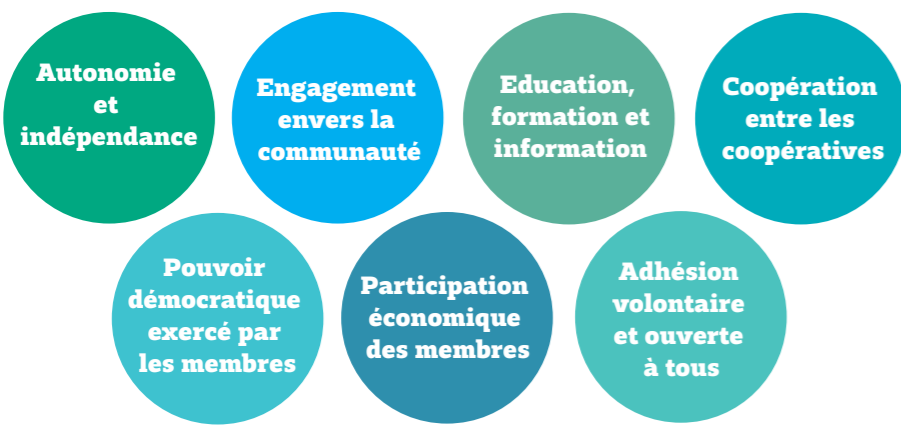 Autonomie
et
indépendance
Engagement
envers la
communauté
Education,
formation et
information
Coopération
entre les
coopératives
Pouvoir
démocratique
exercé par
les membres
Participation
économique
des membres
Adhésion
volontaire
et ouverte
à tous